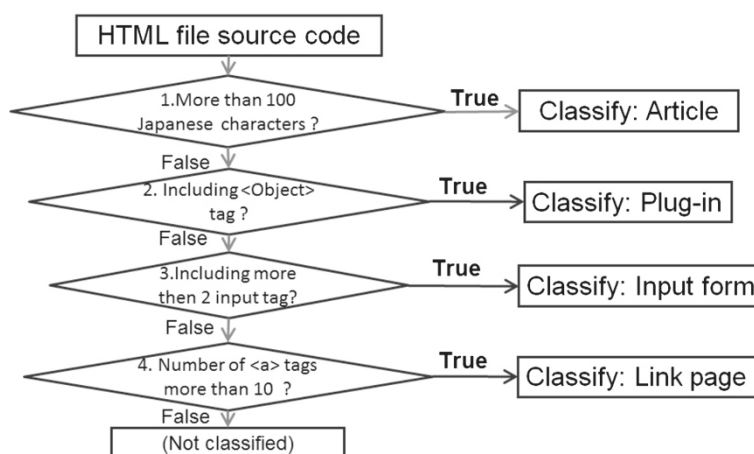 HTML file source code
1.More than 100
Japanese characters ?
True
Classify: Article
False
2. Including <Object>
tag ?
True
Classify: Plug-in
False
3.Including more
then 2 input tag?
True
Classify: Input form
False
4. Number of <a> tags
more than 10 ?
True
Classify: Link page
False
(Not classified)